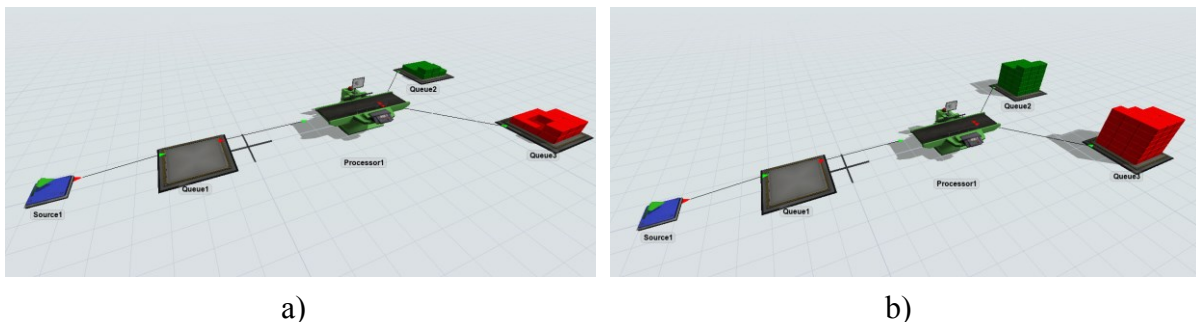 Queue2
Queue3
Processor1
Queue1
Source1
a)
Queue2
Queue3
Processor1
Queue1
Source1
b)